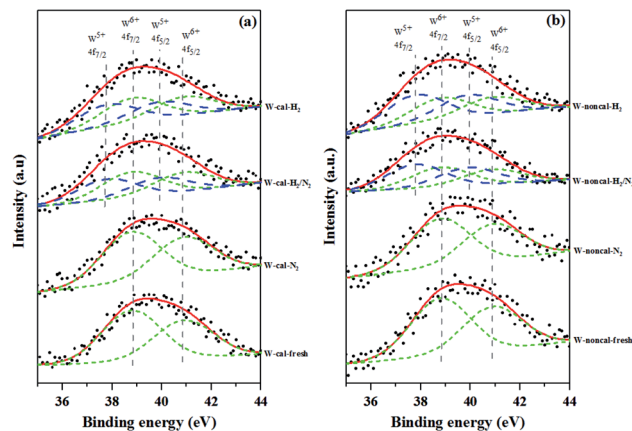 (a)
W5+ W6+ W5+ W6+
4f7/2 4f7/2 4f5/2 4f5/2
W-cal-H2
W-cal-H2/N2
W-cal-N2
W-cal-fresh
Intensity (a.u)
36 38 40 42 44
Binding energy (eV)
(b)
W5+ W6+ W5+ W6+
4f7/2 4f7/2 4f5/2 4f5/2
W-noncal-H2
W-noncal-H2/N2
W-noncal-N2
W-noncal-fresh
Intensity (a.u.)
36 38 40 42 44
Binding energy (eV)